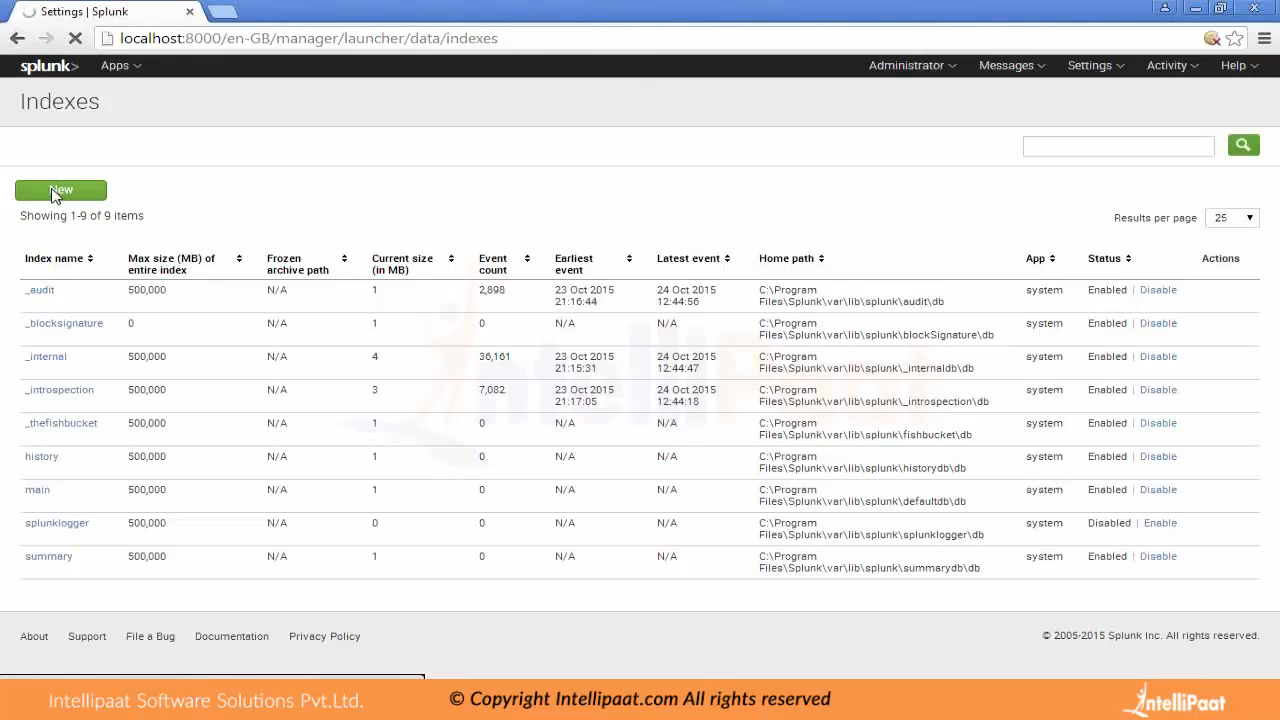 Settings | Splunk
localhost:8000/en-GB/manager/launcher/data/indexes
splunk> Apps Administrator Messages Settings Activity Help
Indexes
New
Showing 1-9 of 9 items
Results per page 25
Index name Max size (MB) of entire index Frozen archive path Current size (in MB) Event count Earliest event Latest event Home path App Status Actions
_audit 500,000 N/A 1 2,898 23 Oct 2015 24 Oct 2015 C:\Program system Enabled | Disable
21:16:44 12:44:56 Files\Splunk\var\lib\splunk\audit\db
_blocksignature 0 N/A 1 0 N/A N/A C:\Program system Enabled | Disable
Files\Splunk\var\lib\splunk\blockSignature\db
_internal 500,000 N/A 4 36,161 23 Oct 2015 24 Oct 2015 C:\Program system Enabled | Disable
21:15:31 12:44:47 Files\Splunk\var\lib\splunk\_internaldb\db
_introspection 500,000 N/A 3 7,082 23 Oct 2015 24 Oct 2015 C:\Program system Enabled | Disable
21:17:05 12:44:18 Files\Splunk\var\lib\splunk\_introspection\db
_thefishbucket 500,000 N/A 1 0 N/A N/A C:\Program system Enabled | Disable
Files\Splunk\var\lib\splunk\fishbucket\db
history 500,000 N/A 1 0 N/A N/A C:\Program system Enabled | Disable
Files\Splunk\var\lib\splunk\historydb\db
main 500,000 N/A 1 0 N/A N/A C:\Program system Enabled | Disable
Files\Splunk\var\lib\splunk\defaultdb\db
splunklogger 500,000 N/A 0 0 N/A N/A C:\Program system Disabled | Enable
Files\Splunk\var\lib\splunk\splunklogger\db
summary 500,000 N/A 1 0 N/A N/A C:\Program system Enabled | Disable
Files\Splunk\var\lib\splunk\summarydb\db
About Support File a Bug Documentation Privacy Policy © 2005-2015 Splunk Inc. All rights reserved.
Intellipaat Software Solutions Pvt.Ltd. © Copyright Intellipaat.com All rights reserved IntelliPaat